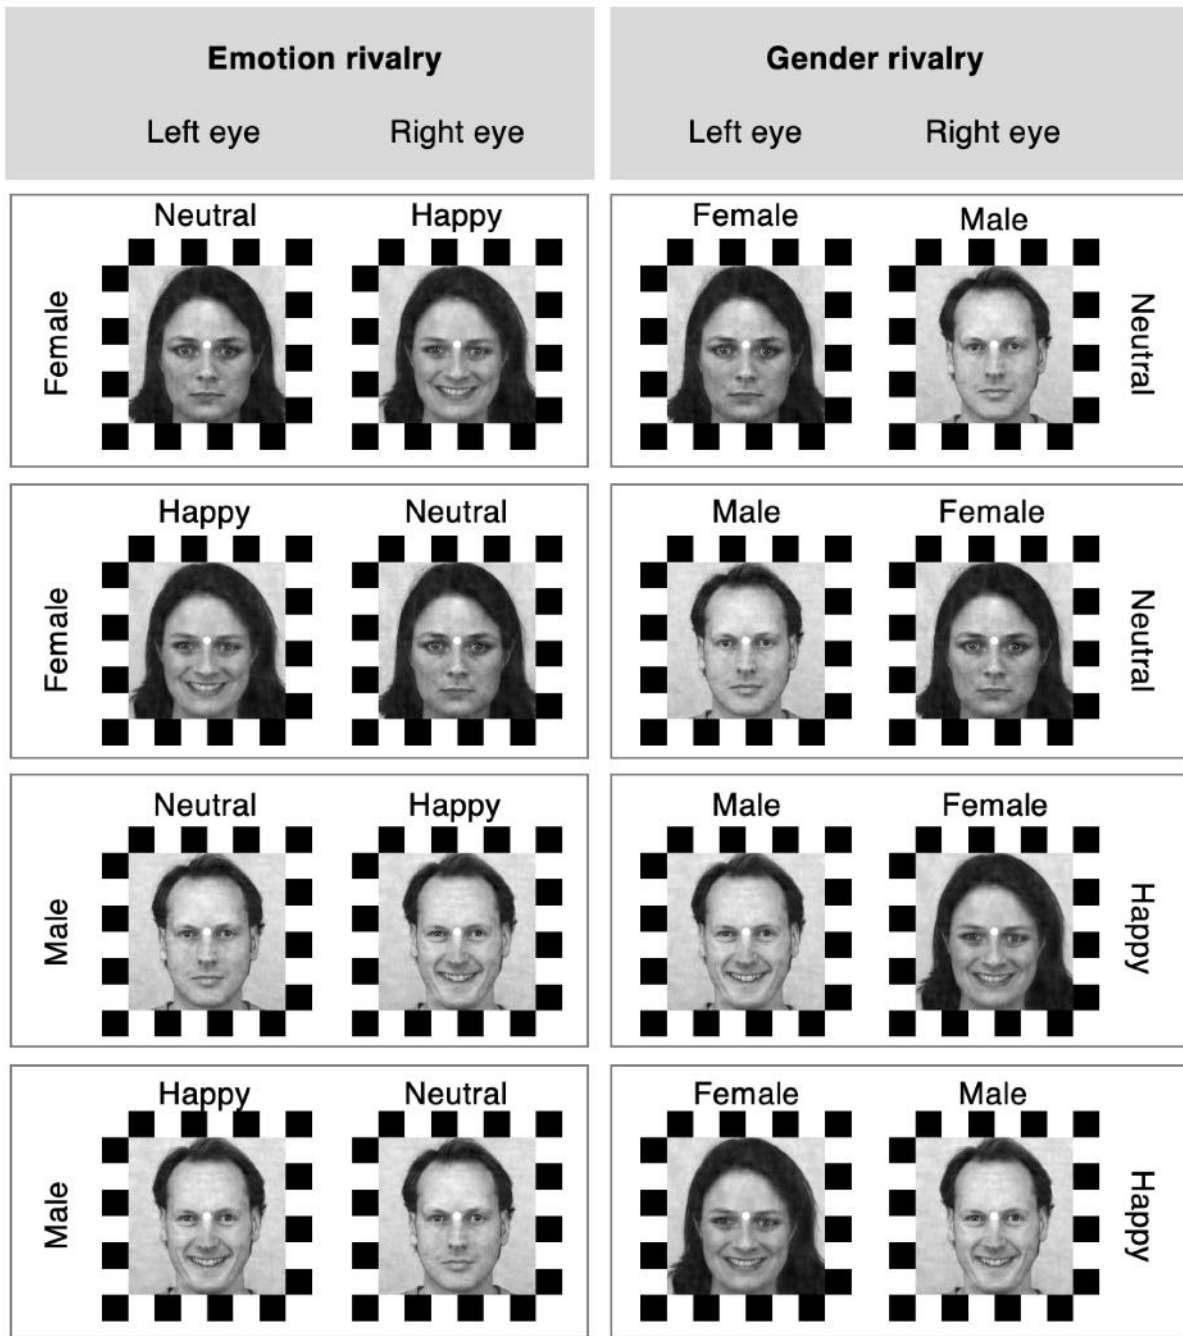 Emotion rivalry
Left eye Right eye
Gender rivalry
Left eye Right eye
Neutral Happy
Female
Female Male
Neutral
Happy Neutral
Female
Male Female
Neutral
Neutral Happy
Male
Male Female
Happy
Happy Neutral
Male
Female Male
Happy